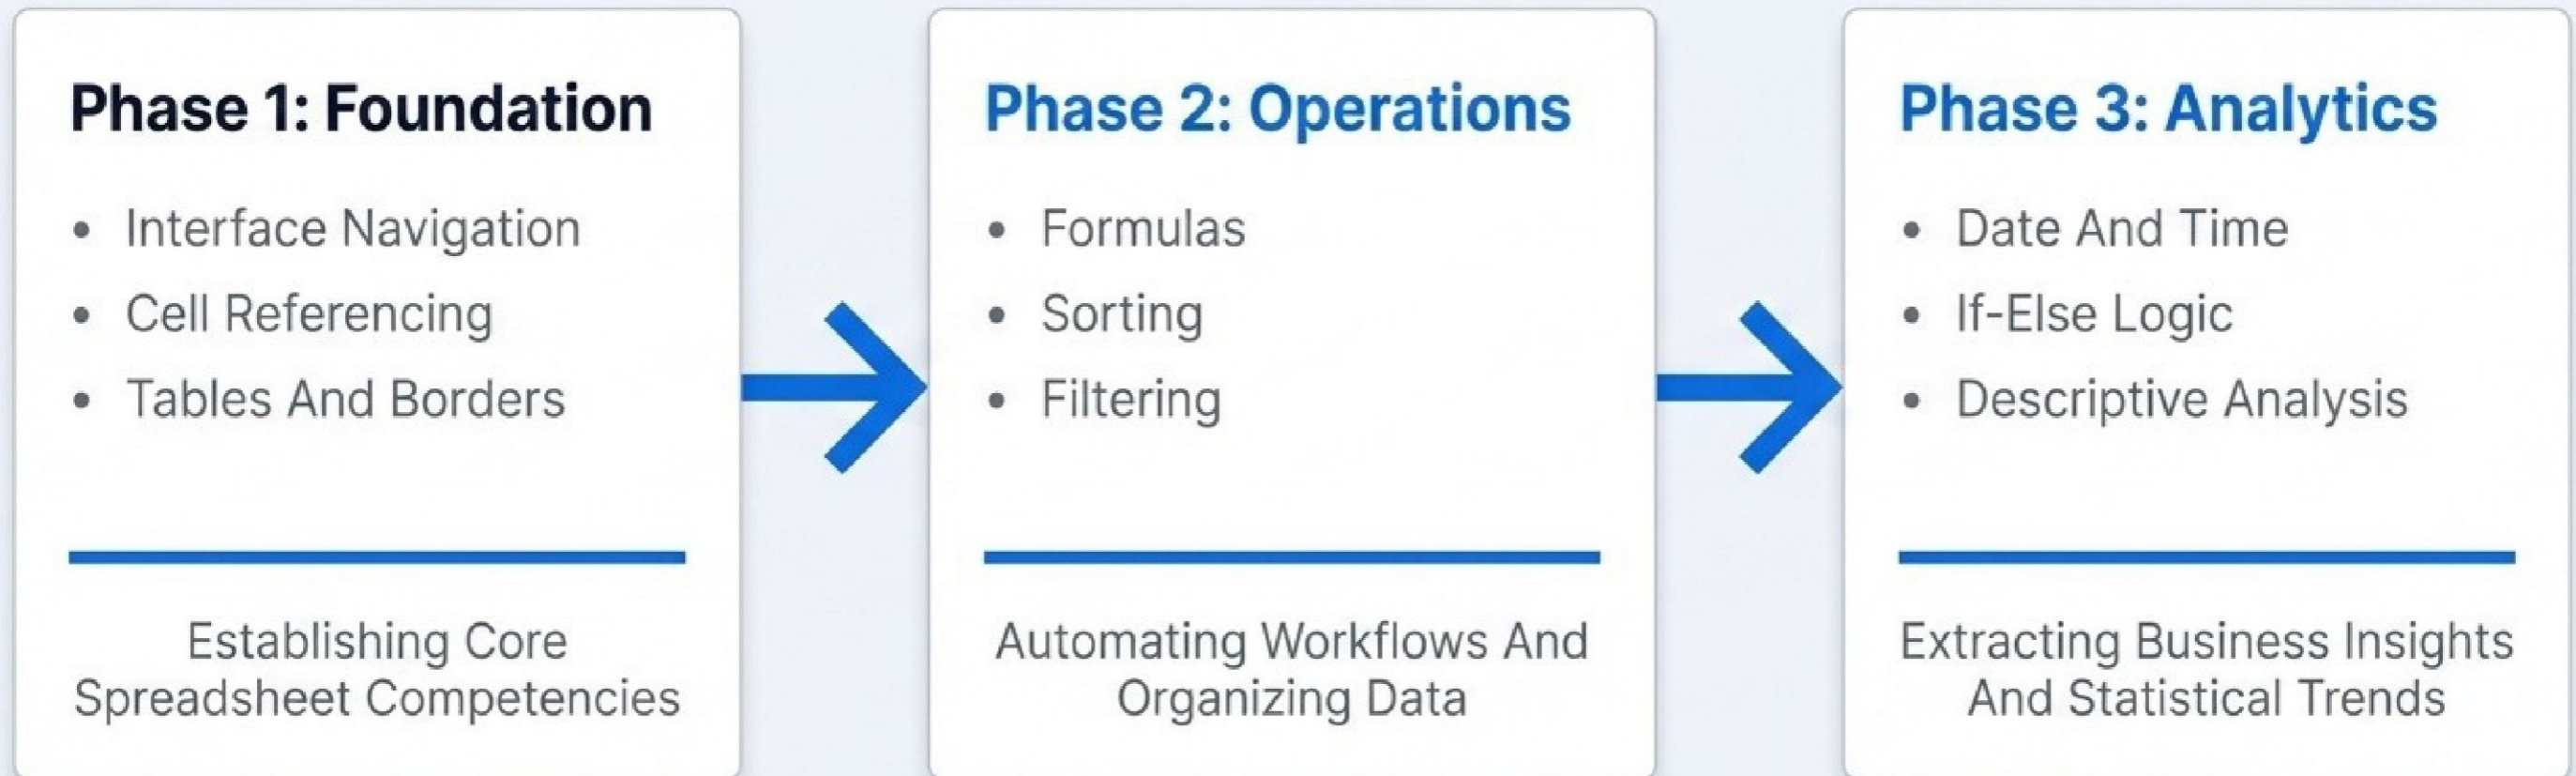 Phase 1: Foundation
• Interface Navigation
• Cell Referencing
• Tables And Borders
Establishing Core
Spreadsheet Competencies
Phase 2: Operations
• Formulas
• Sorting
• Filtering
Automating Workflows And
Organizing Data
Phase 3: Analytics
• Date And Time
• If-Else Logic
• Descriptive Analysis
Extracting Business Insights
And Statistical Trends